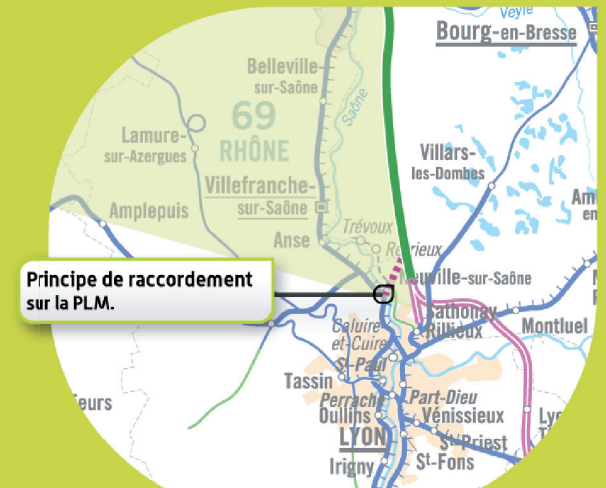 Veyle
Bourg-en-Bresse
Belleville-
sur-Saône
Saône
69
RHÔNE
Lamure-
sur-Azergues
Villars-
les-Dombes
Villefranche-
sur-Saône
Amplepuis
Trévoux
Anse
Principe de raccordement
sur la PLM.
-sur-Saône
Sathonay
Rillieux
Montluel
Caluire-
et-Cuire
St-Paul
Tassin
Perrache
Part-Dieu
Oullins
Vénissieux
LYON
St-Priest
Irigny
St-Fons